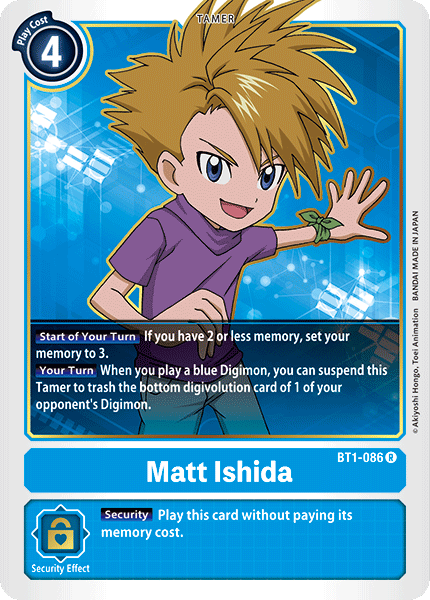 Play Cost
4
TAMER
Start of Your Turn If you have 2 or less memory, set your
memory to 3.
Your Turn When you play a blue Digimon, you can suspend this
Tamer to trash the bottom digivolution card of 1 of your
opponent's Digimon.
©Akiyoshi Hongo, Toei Animation BANDAI MADE IN JAPAN
BT1-086 R
Matt Ishida
Security Play this card without paying its
memory cost.
Security Effect